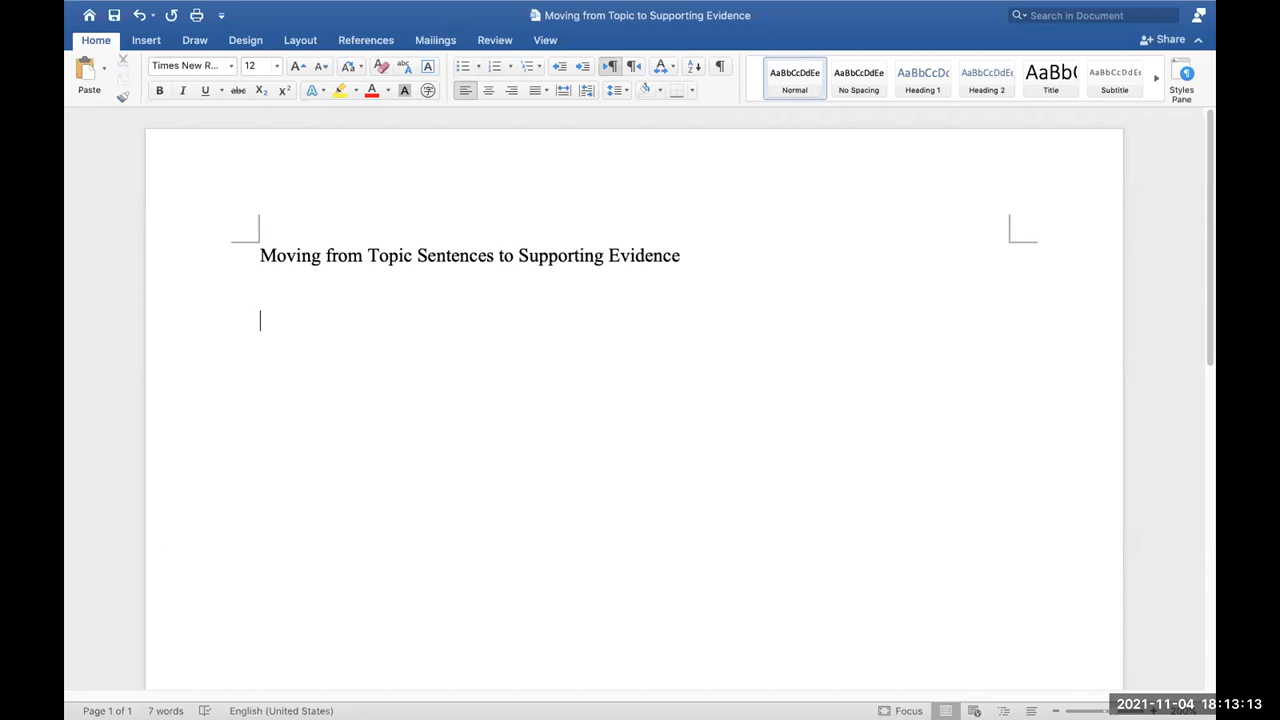 Moving from Topic to Supporting Evidence
Search in Document
Home Insert Draw Design Layout References Mailings Review View
Share
Times New R... 12
AaBbCcDdEe AaBbCcDdEe AaBbCcDc AaBbCcDdEe AaBb( AaBbCcDdEe
Paste
Normal No Spacing Heading 1 Heading 2 Title Subtitle
Styles
Pane
Moving from Topic Sentences to Supporting Evidence
Page 1 of 1 7 words English (United States) Focus
2021-11-04 18:13:13